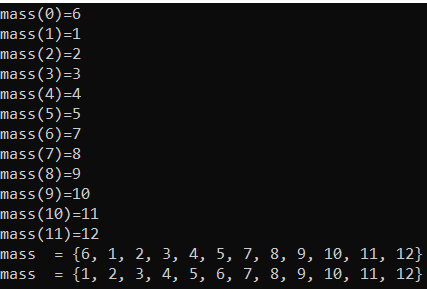 mass(0)=6
mass(1)=1
mass(2)=2
mass(3)=3
mass(4)=4
mass(5)=5
mass(6)=7
mass(7)=8
mass(8)=9
mass(9)=10
mass(10)=11
mass(11)=12
mass  = {6, 1, 2, 3, 4, 5, 7, 8, 9, 10, 11, 12}
mass  = {1, 2, 3, 4, 5, 6, 7, 8, 9, 10, 11, 12}